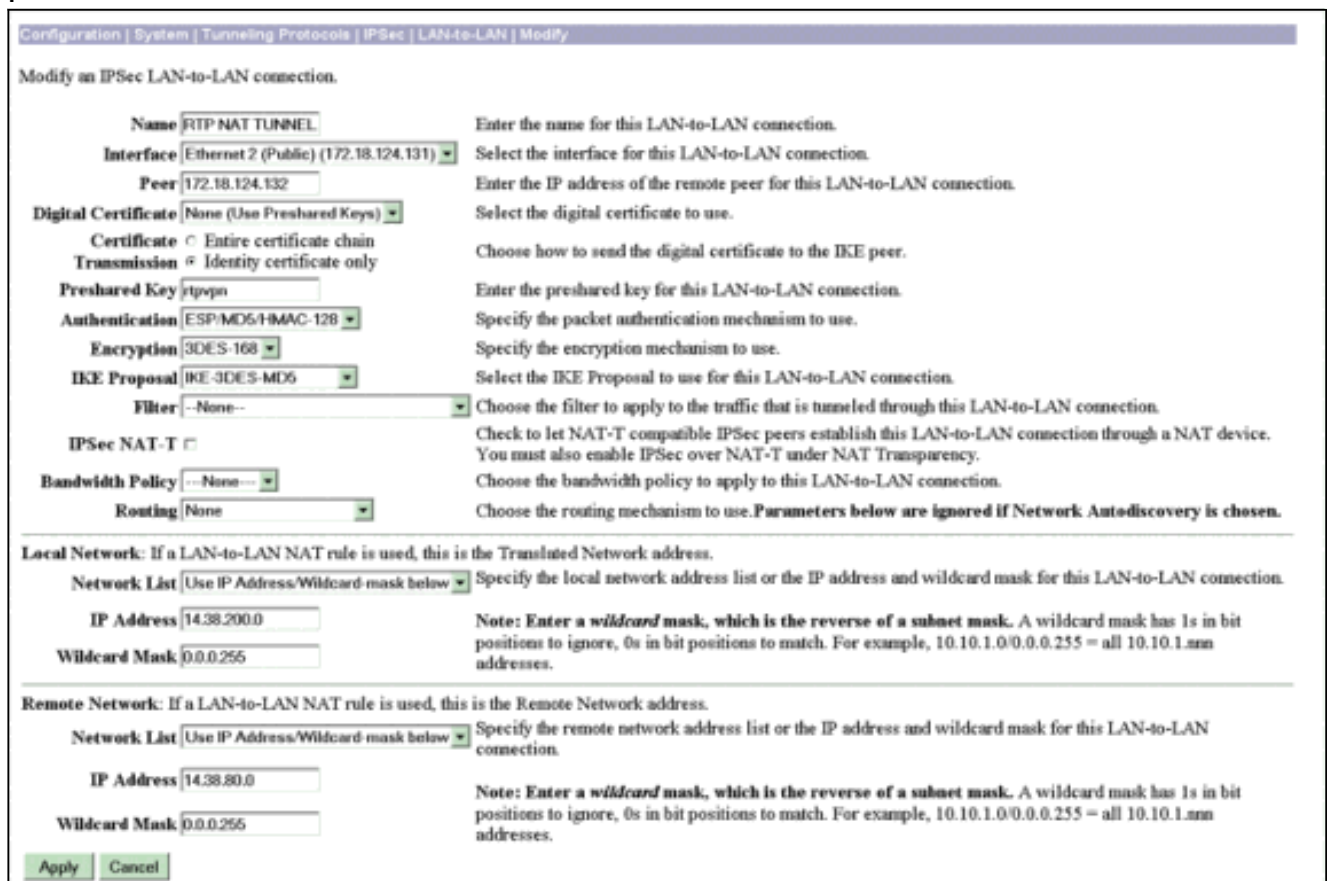 Configuration | System | Tunneling Protocols | IPSec | LAN-to-LAN | Modify
Modify an IPSec LAN-to-LAN connection.
Name RTP NAT TUNNEL Enter the name for this LAN-to-LAN connection.
Interface Ethernet 2 (Public) (172.18.124.131) Select the interface for this LAN-to-LAN connection.
Peer 172.18.124.132 Enter the IP address of the remote peer for this LAN-to-LAN connection.
Digital Certificate None (Use Preshared Keys) Select the digital certificate to use.
Certificate Entire certificate chain
Transmission Identity certificate only Choose how to send the digital certificate to the IKE peer.
Preshared Key rtpvpn Enter the preshared key for this LAN-to-LAN connection.
Authentication ESP/MD5/HMAC-128 Specify the packet authentication mechanism to use.
Encryption 3DES-168 Specify the encryption mechanism to use.
IKE Proposal IKE-3DES-MD5 Select the IKE Proposal to use for this LAN-to-LAN connection.
Filter --None-- Choose the filter to apply to the traffic that is tunneled through this LAN-to-LAN connection.
IPSec NAT-T Check to let NAT-T compatible IPSec peers establish this LAN-to-LAN connection through a NAT device.
You must also enable IPSec over NAT-T under NAT Transparency.
Bandwidth Policy ---None--- Choose the bandwidth policy to apply to this LAN-to-LAN connection.
Routing None Choose the routing mechanism to use.Parameters below are ignored if Network Autodiscovery is chosen.
Local Network: If a LAN-to-LAN NAT rule is used, this is the Translated Network address.
Network List Use IP Address/Wildcard-mask below Specify the local network address list or the IP address and wildcard mask for this LAN-to-LAN connection.
IP Address 14.38.200.0 Note: Enter a wildcard mask, which is the reverse of a subnet mask. A wildcard mask has 1s in bit
positions to ignore, 0s in bit positions to match. For example, 10.10.1.0/0.0.0.255 = all 10.10.1.nnn
Wildcard Mask 0.0.0.255 addresses.
Remote Network: If a LAN-to-LAN NAT rule is used, this is the Remote Network address.
Network List Use IP Address/Wildcard-mask below Specify the remote network address list or the IP address and wildcard mask for this LAN-to-LAN
connection.
IP Address 14.38.80.0 Note: Enter a wildcard mask, which is the reverse of a subnet mask. A wildcard mask has 1s in bit
positions to ignore, 0s in bit positions to match. For example, 10.10.1.0/0.0.0.255 = all 10.10.1.nnn
Wildcard Mask 0.0.0.255 addresses.
Apply Cancel